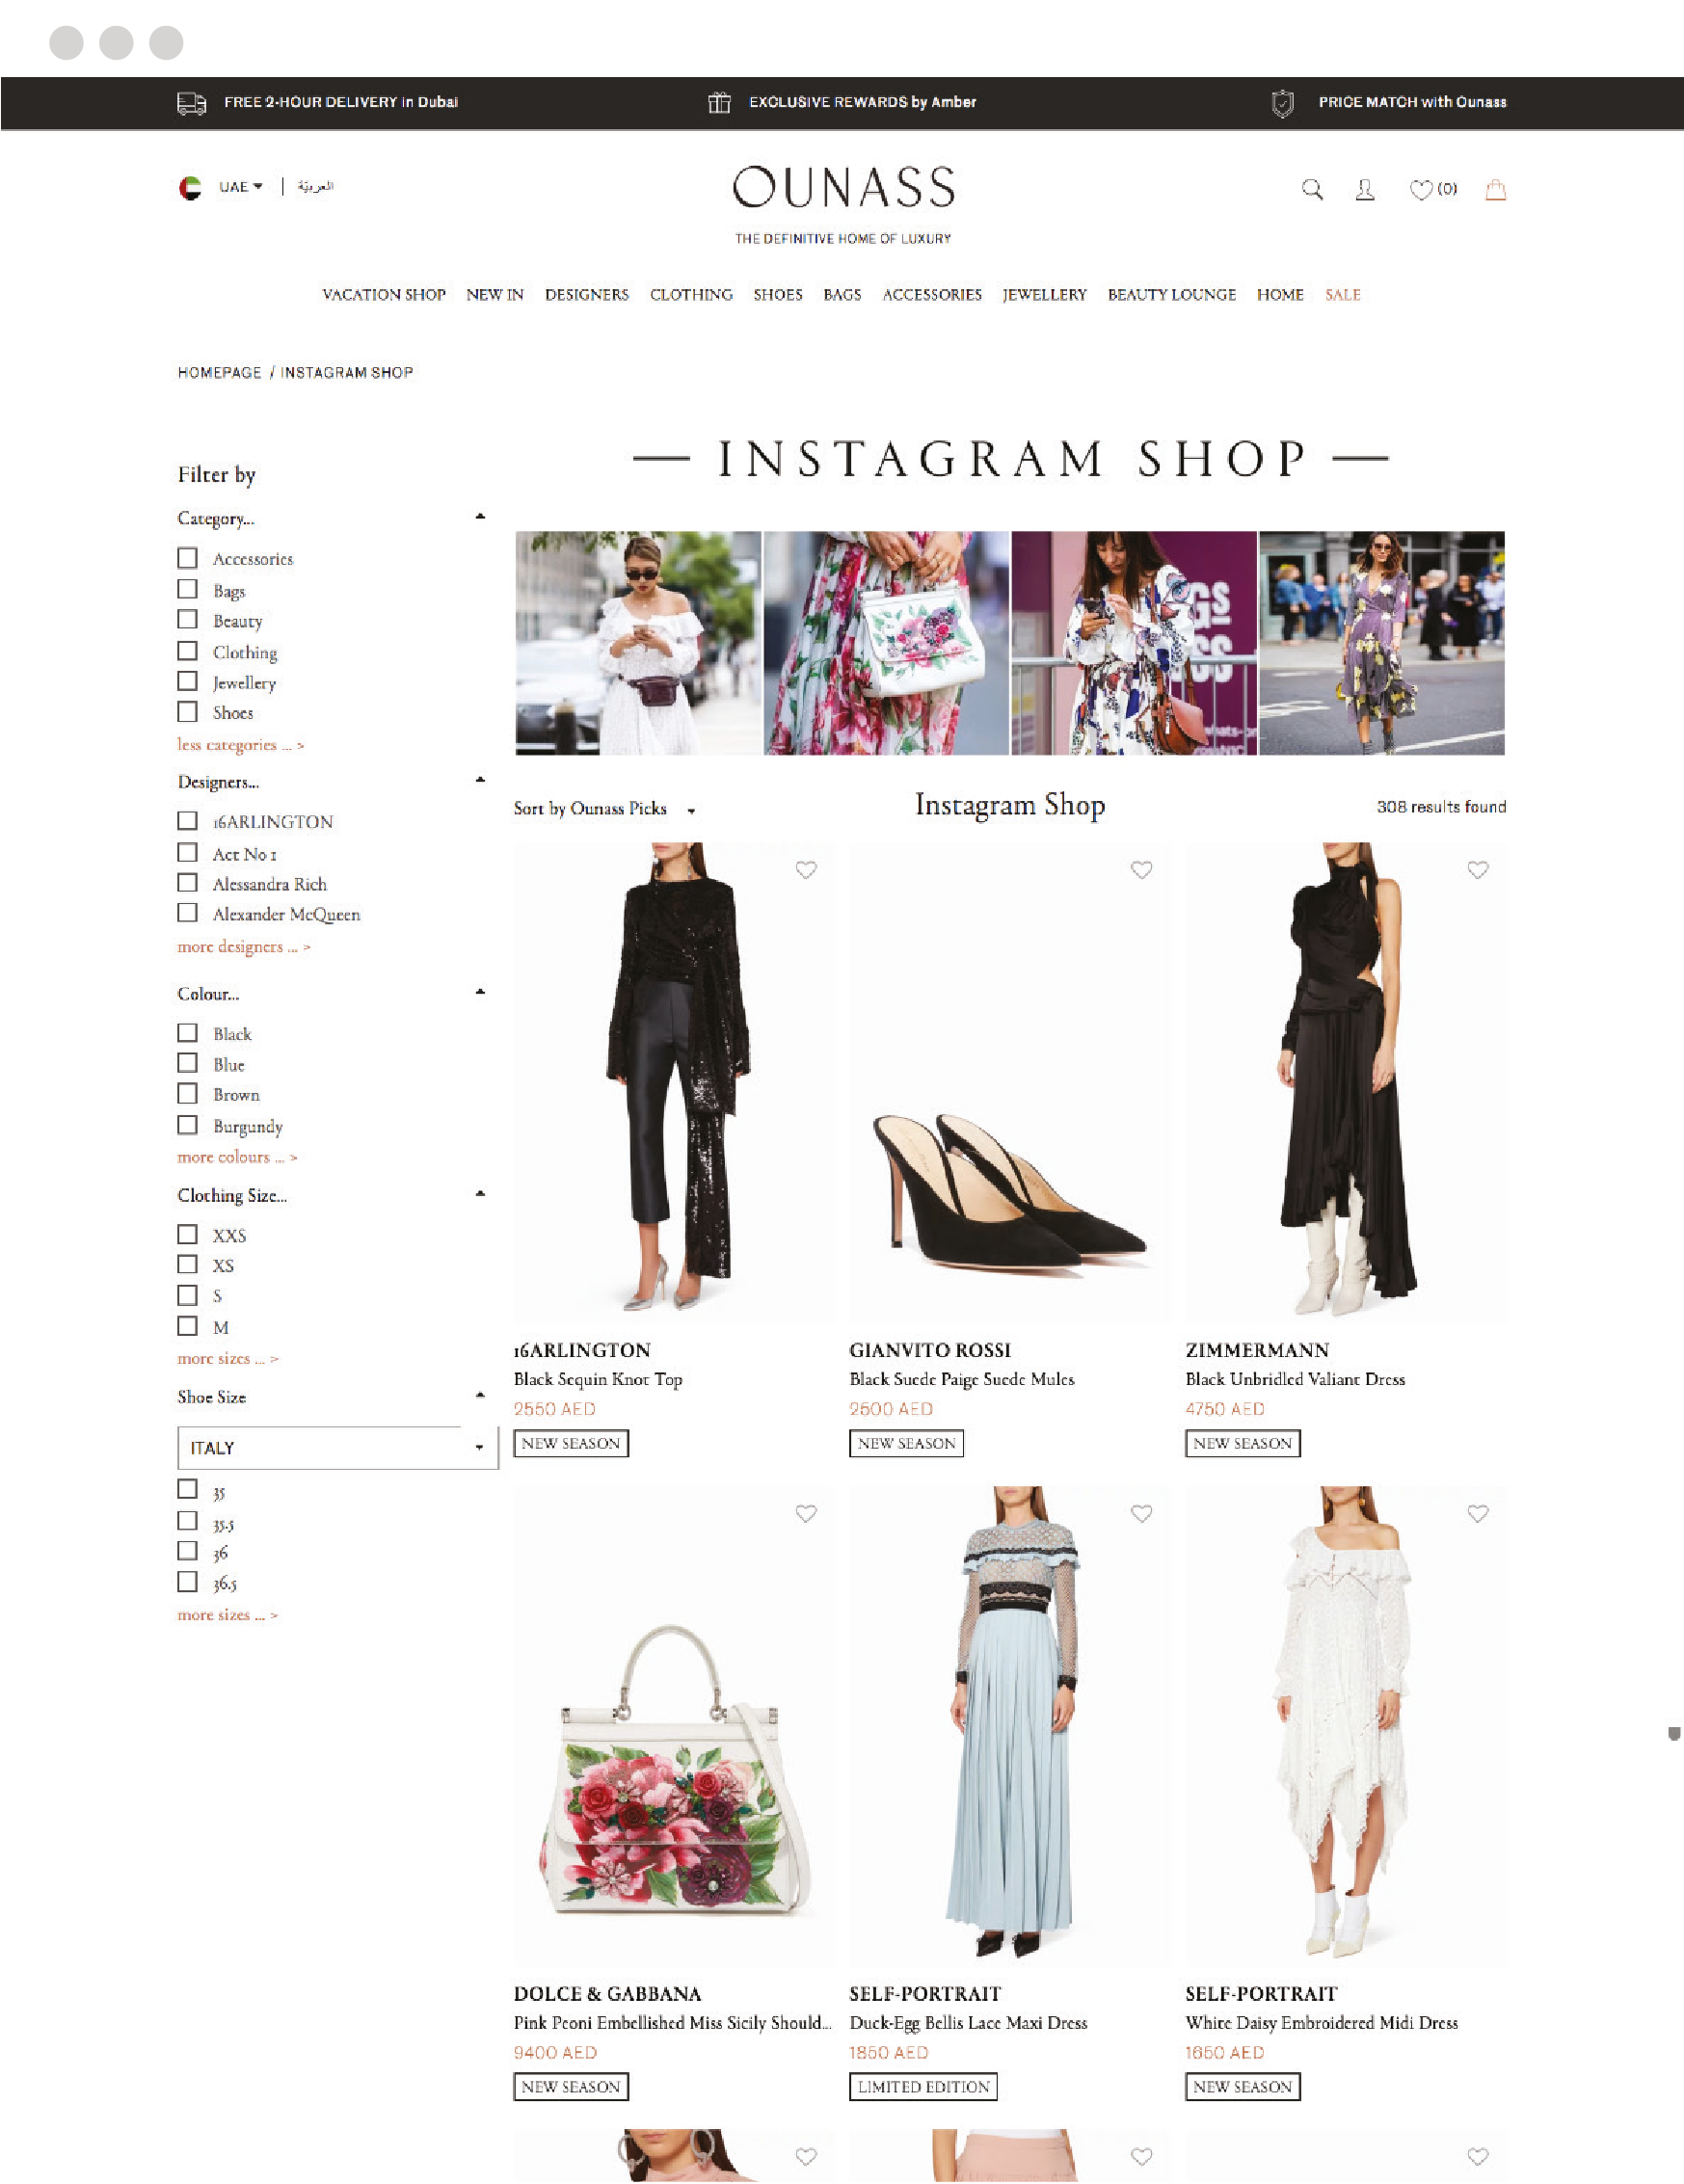 FREE 2-HOUR DELIVERY in Dubai
EXCLUSIVE REWARDS by Amber
PRICE MATCH with Ounass
UAE | العربيّة
OUNASS
(0)
THE DEFINITIVE HOME OF LUXURY
VACATION SHOP NEW IN DESIGNERS CLOTHING SHOES BAGS ACCESSORIES JEWELLERY BEAUTY LOUNGE HOME SALE
HOMEPAGE / INSTAGRAM SHOP
— INSTAGRAM SHOP —
Filter by
Category...
Accessories
Bags
Beauty
Clothing
Jewellery
Shoes
less categories ... >
Designers...
16ARLINGTON
Act No 1
Alessandra Rich
Alexander McQueen
more designers ... >
Colour...
Black
Blue
Brown
Burgundy
more colours ... >
Clothing Size...
XXS
XS
S
M
more sizes ... >
Shoe Size
ITALY
35
35.5
36
36.5
more sizes ... >
Sort by Ounass Picks
Instagram Shop
308 results found
16ARLINGTON
Black Sequin Knot Top
2550 AED
NEW SEASON
GIANVITO ROSSI
Black Suede Paige Suede Mules
2500 AED
NEW SEASON
ZIMMERMANN
Black Unbridled Valiant Dress
4750 AED
NEW SEASON
DOLCE & GABBANA
Pink Peoni Embellished Miss Sicily Should...
9400 AED
NEW SEASON
SELF-PORTRAIT
Duck-Egg Bellis Lace Maxi Dress
1850 AED
LIMITED EDITION
SELF-PORTRAIT
White Daisy Embroidered Midi Dress
1650 AED
NEW SEASON